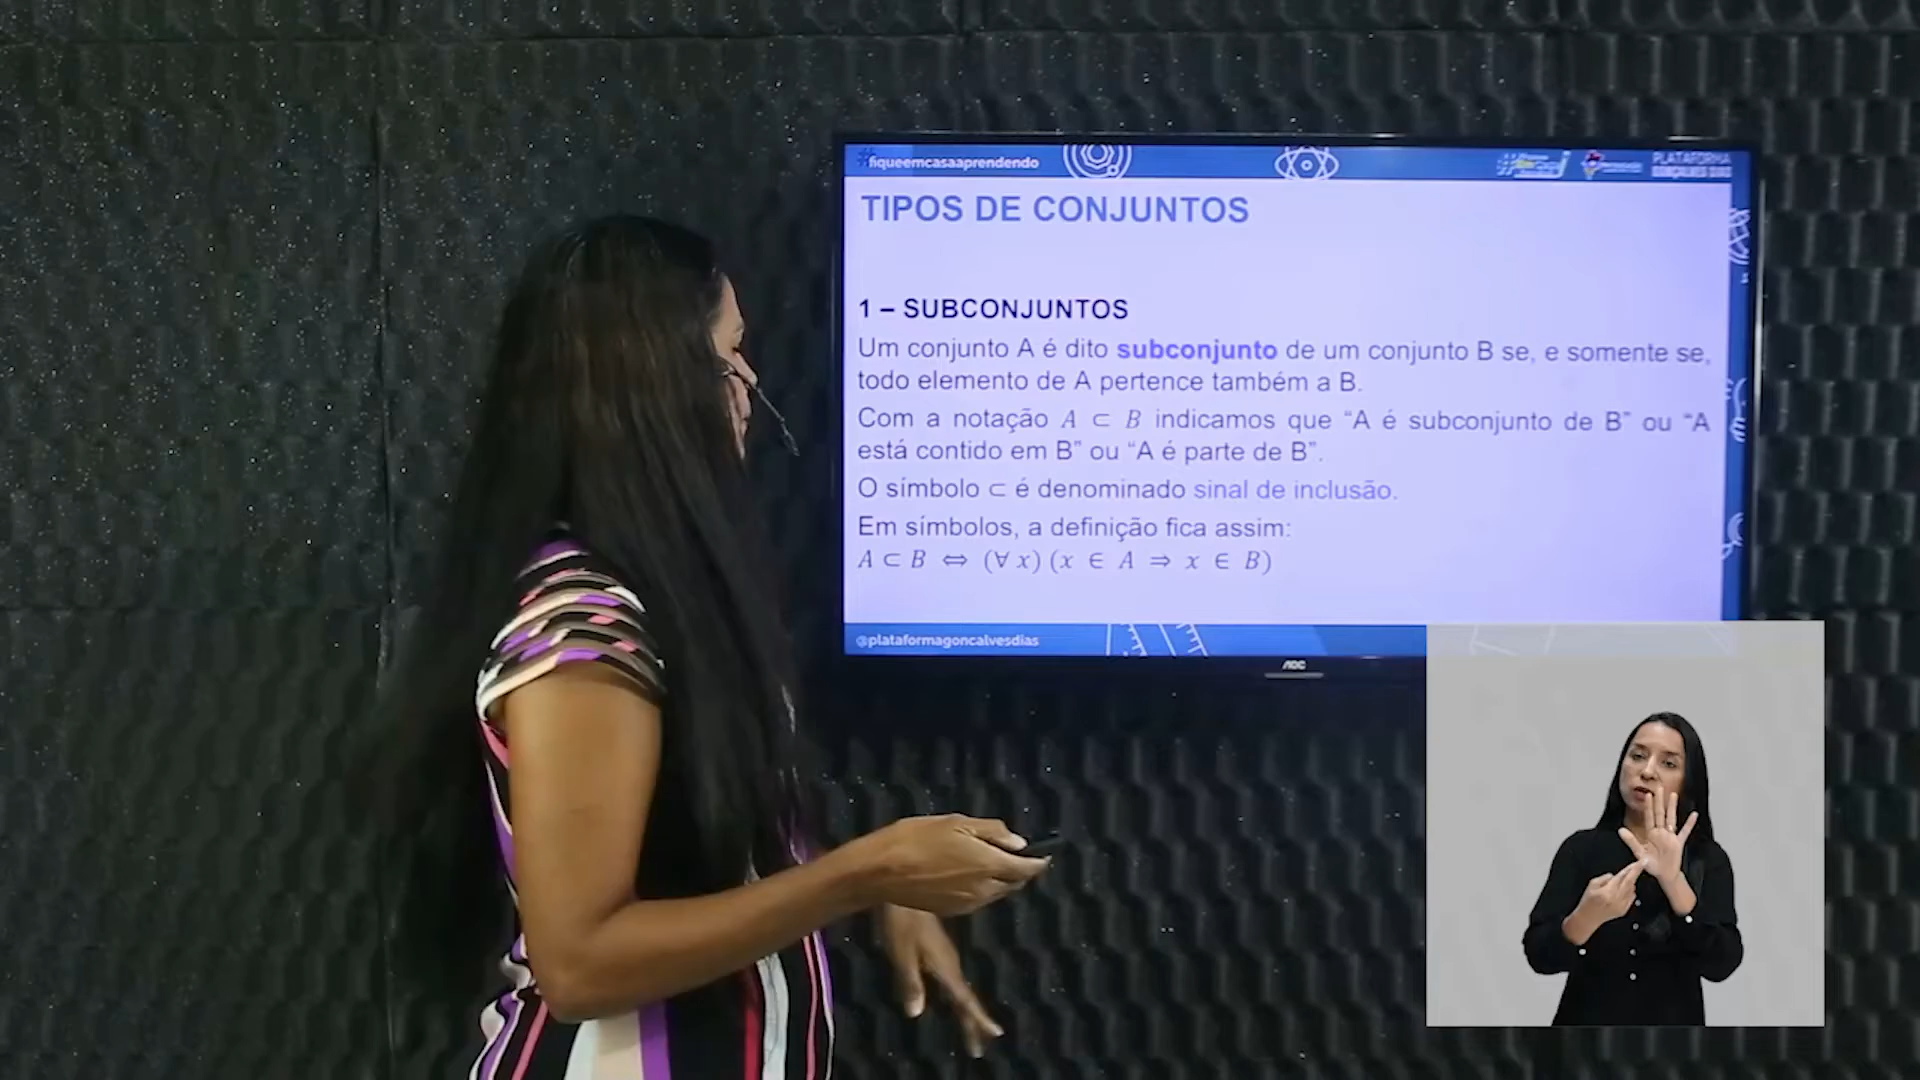 #fiqueemcasaaprendendo
PLATAFORMA
GONÇALVES DIAS
TIPOS DE CONJUNTOS
1 – SUBCONJUNTOS
Um conjunto A é dito subconjunto de um conjunto B se, e somente se,
todo elemento de A pertence também a B.
Com a notação A ⊂ B indicamos que “A é subconjunto de B” ou “A
está contido em B” ou “A é parte de B”.
O símbolo ⊂ é denominado sinal de inclusão.
Em símbolos, a definição fica assim:
A ⊂ B ⇔ (∀ x) (x ∈ A ⇒ x ∈ B)
@plataformagoncalvesdias
AOC